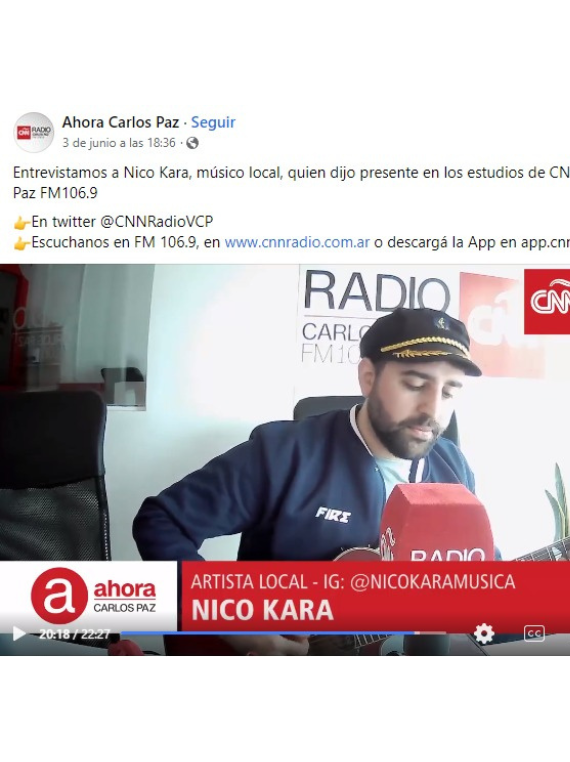 Ahora Carlos Paz · Seguir
3 de junio a las 18:36 ·
Entrevistamos a Nico Kara, músico local, quien dijo presente en los estudios de CN
Paz FM106.9
👉En twitter @CNNRadioVCP
👉Escuchanos en FM 106.9, en www.cnnradio.com.ar o descargá la App en app.cnr
RADIO
CARLO
FM10
CNN
FIRE
RADIO
a ahora
CARLOS PAZ
ARTISTA LOCAL - IG: @NICOKARAMUSICA
NICO KARA
20:18 / 22:27
CC